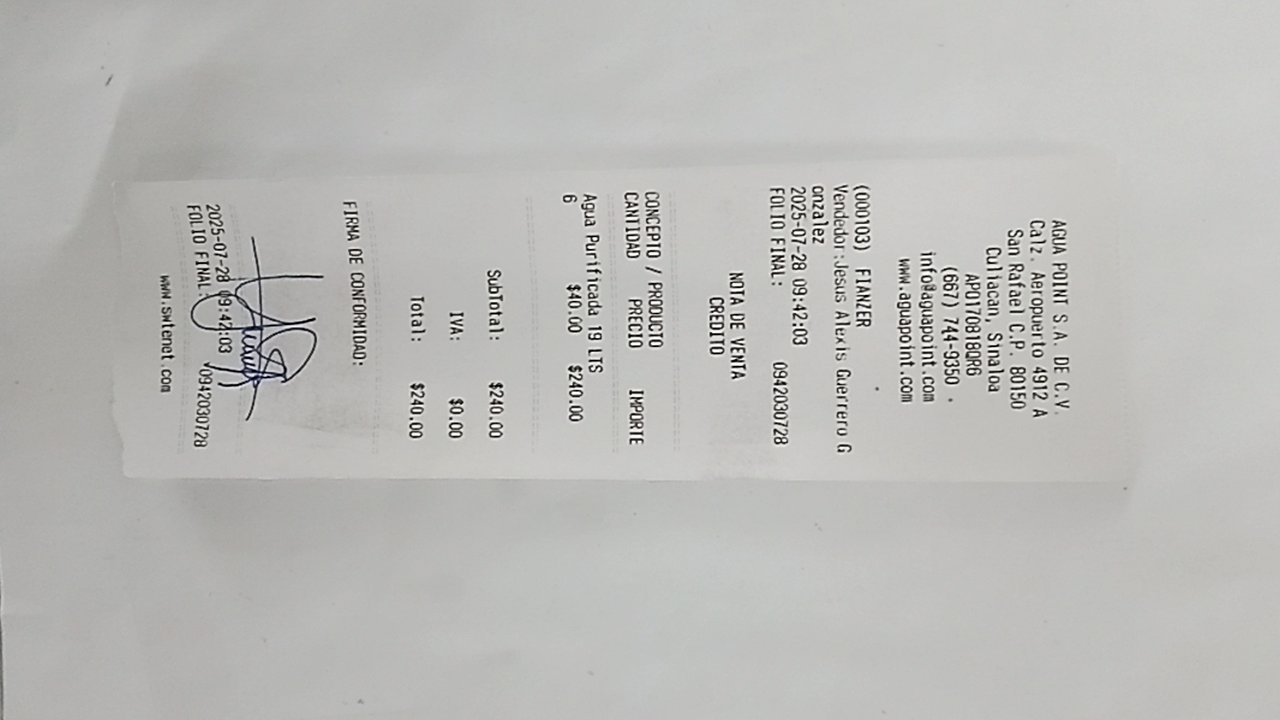 AGUA POINT S.A. DE C.V.
Calz. Aeropuerto 4912 A
San Rafael C.P. 80150
Culiacan, Sinaloa
APO170818QR6
(667) 744-9350
info@aguapoint.com
www.aguapoint.com
(000103) FIANZER
Vendedor:Jesus Alexis Guerrero G
onzalez
2025-07-28 09:42:03
FOLIO FINAL: 0942030728
NOTA DE VENTA
CREDITO
CONCEPTO / PRODUCTO
CANTIDAD PRECIO IMPORTE
Agua Purificada 19 LTS
6 $40.00 $240.00
SubTotal: $240.00
IVA: $0.00
Total: $240.00
FIRMA DE CONFORMIDAD:
2025-07-28 09:42:03
FOLIO FINAL: 0942030728
www.swtenet.com